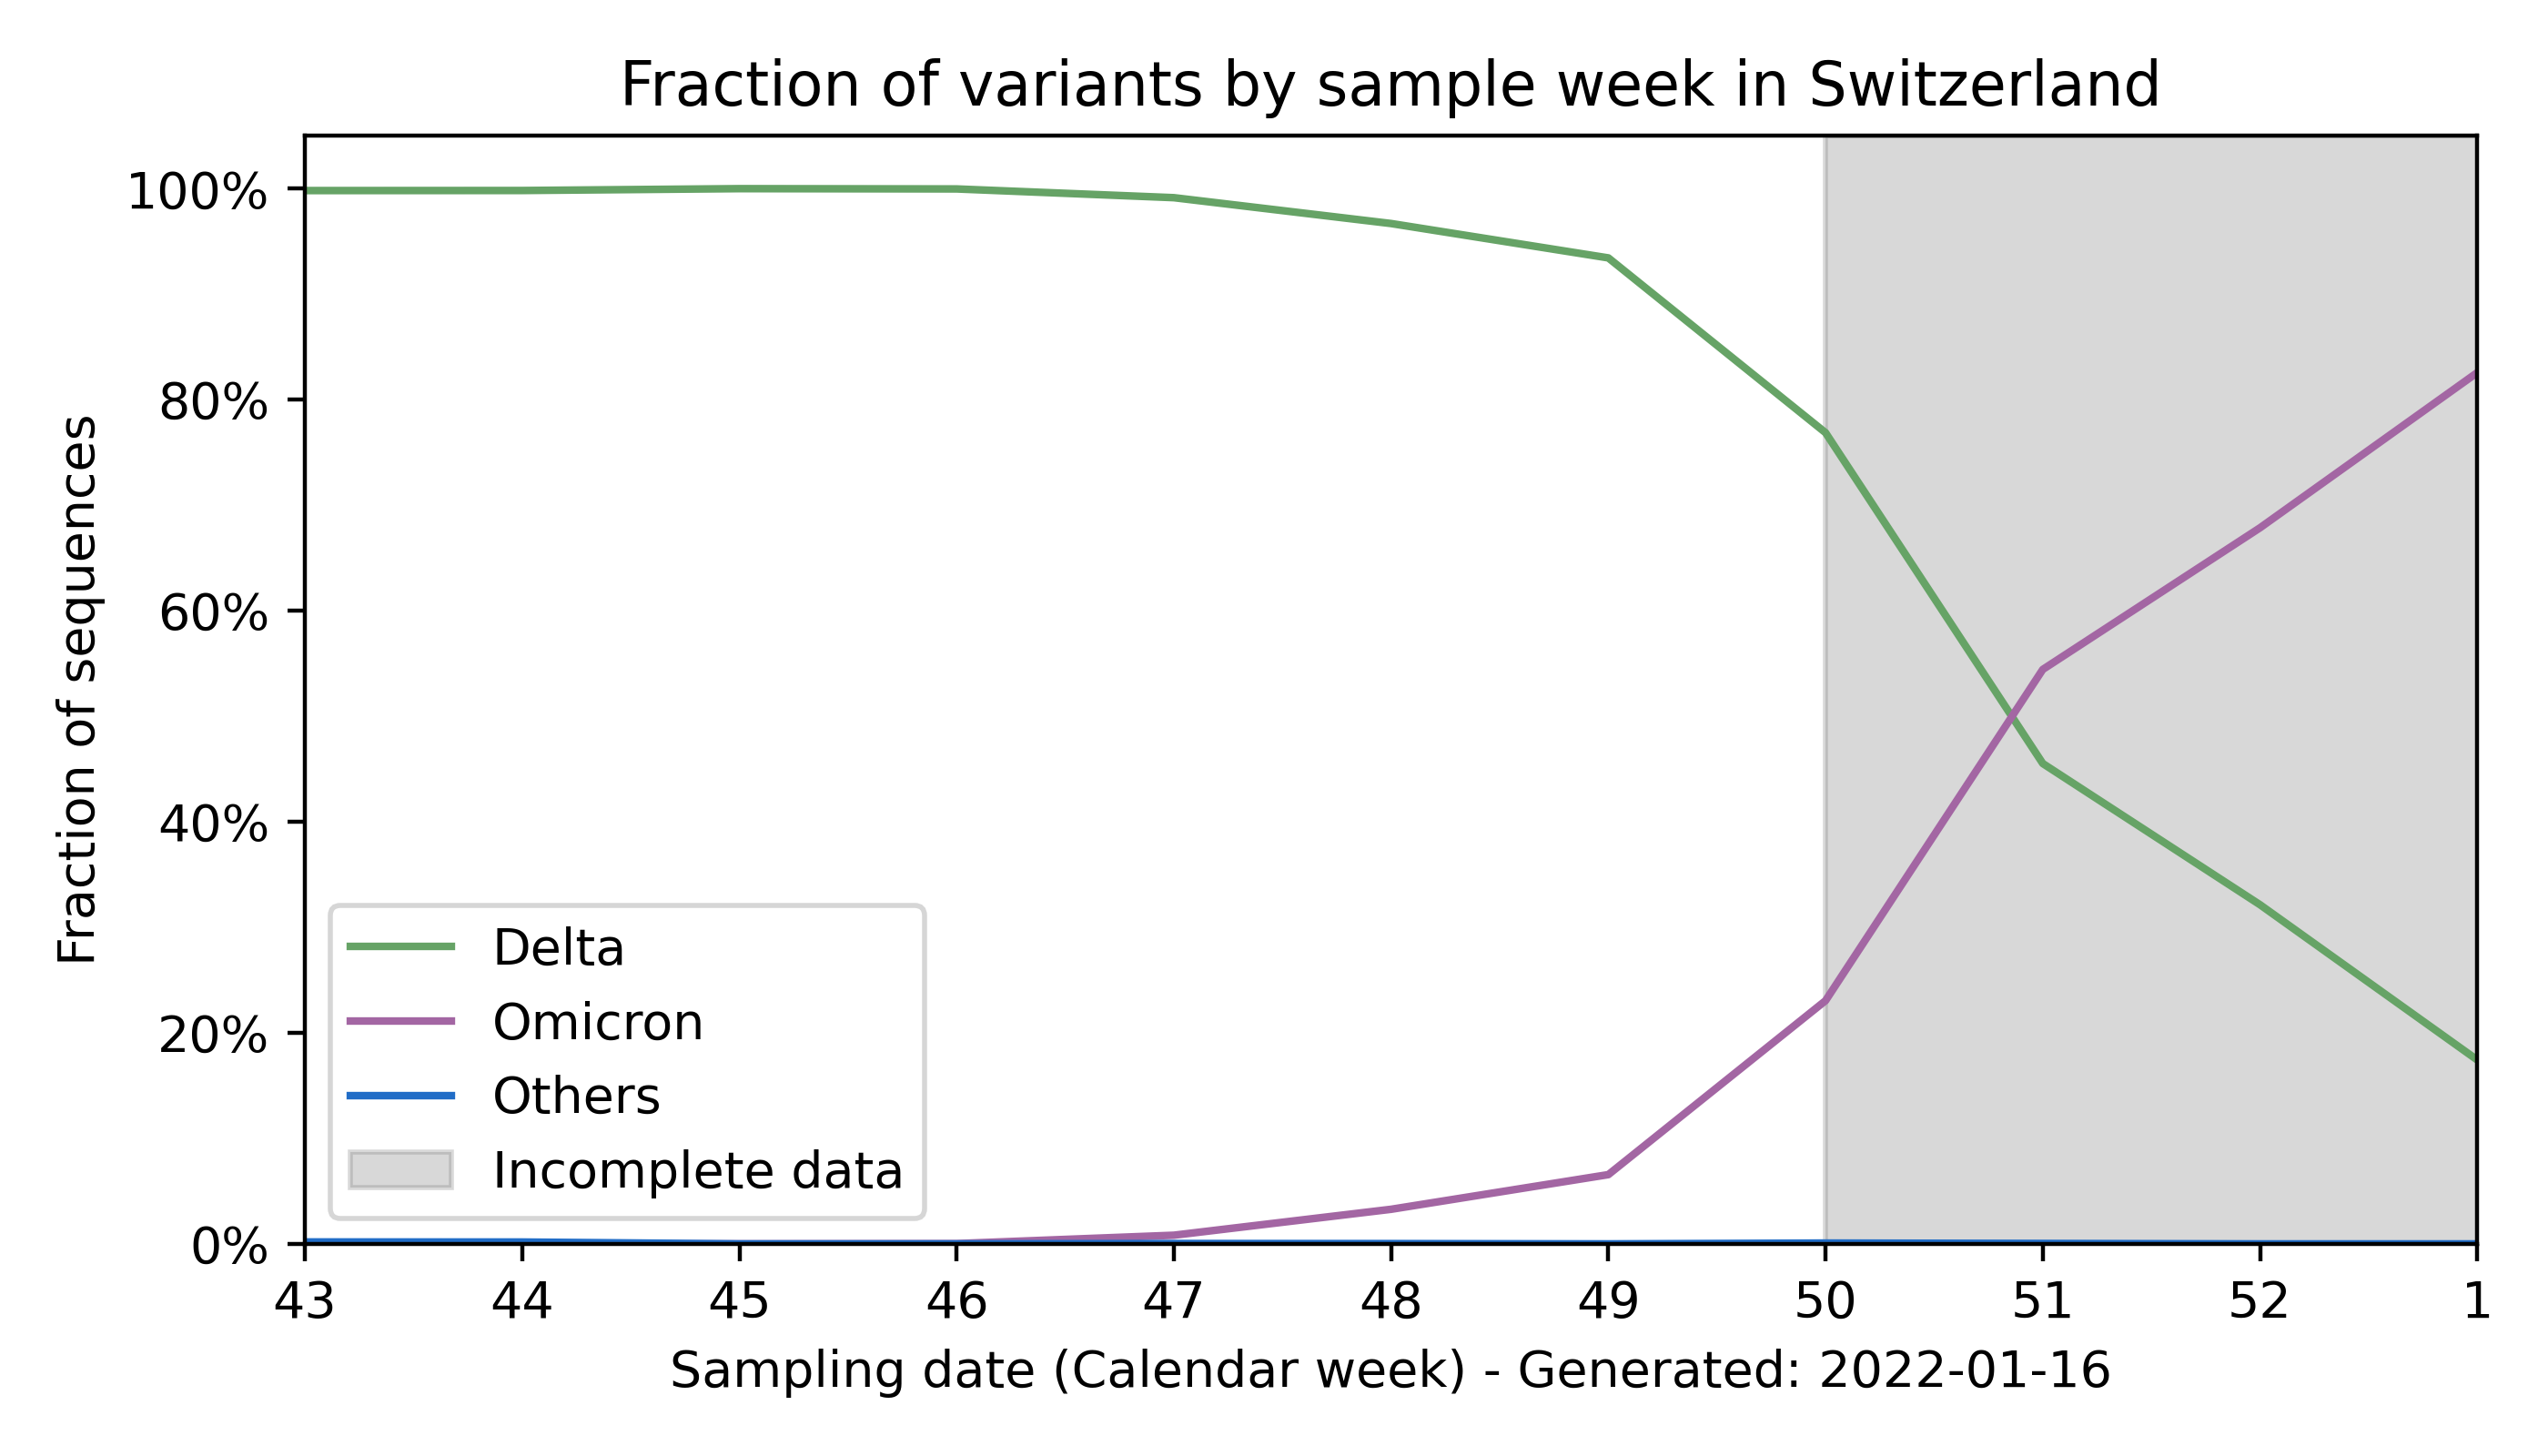 Fraction of variants by sample week in Switzerland
Fraction of sequences
100%
80%
60%
40%
20%
0%
Delta
Omicron
Others
Incomplete data
43 44 45 46 47 48 49 50 51 52 1
Sampling date (Calendar week) - Generated: 2022-01-16